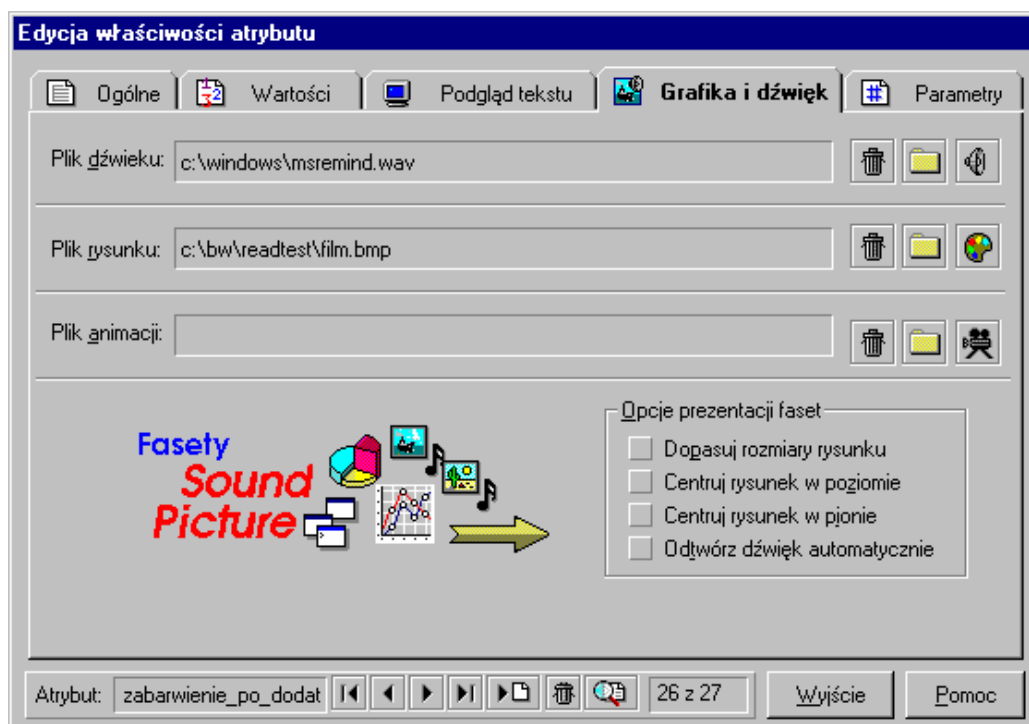 Edycja właściwości atrybutu
Ogólne Wartości Podgląd tekstu Grafika i dźwięk Parametry
Plik dźwieku: c:\windows\msremind.wav
Plik rysunku: c:\bw\readtest\film.bmp
Plik animacji:
Opcje prezentacji faset
Dopasuj rozmiary rysunku
Centruj rysunek w poziomie
Centruj rysunek w pionie
Odtwórz dźwięk automatycznie
Fasety
Sound
Picture
Atrybut: zabarwienie_po_dodat 26 z 27 Wyjście Pomoc